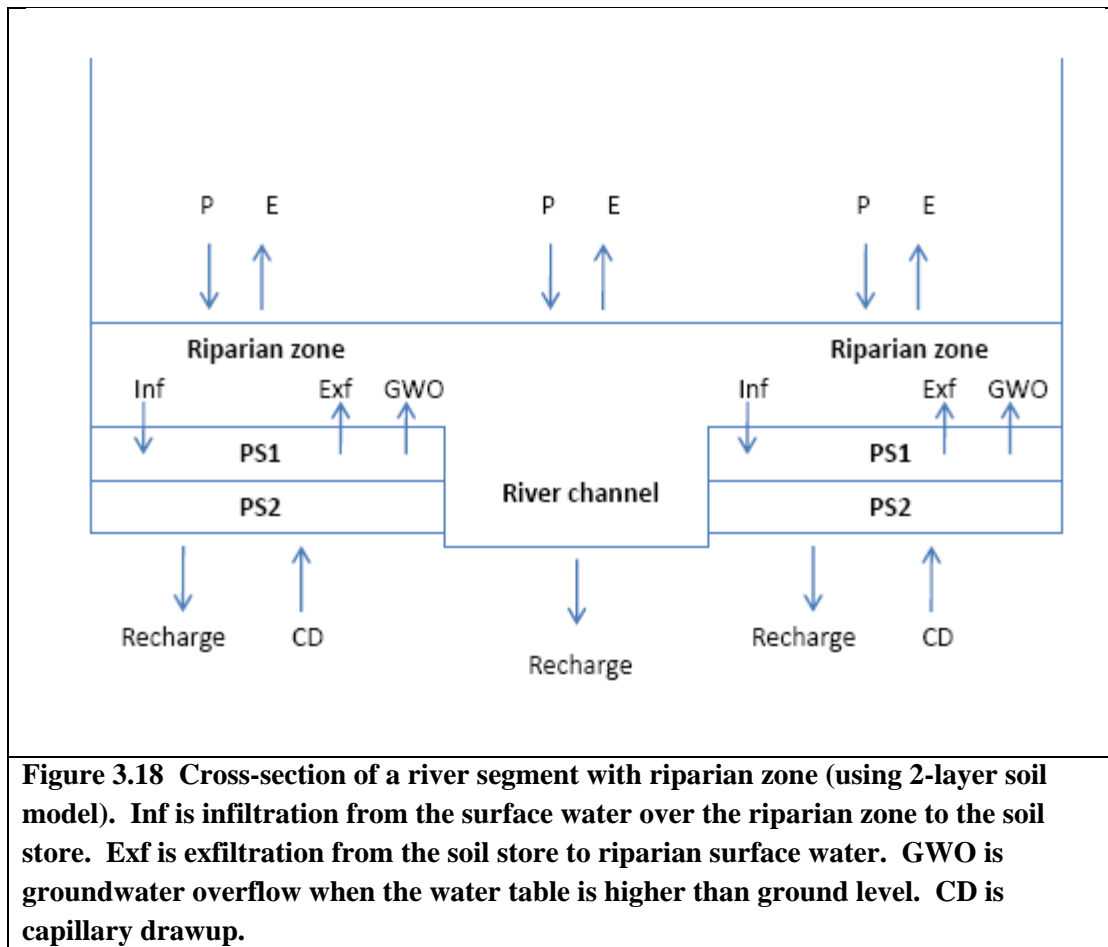 P E P E P E
Riparian zone Riparian zone
Inf Exf GWO Inf Exf GWO
PS1 PS1
River channel
PS2 PS2
Recharge CD Recharge CD
Recharge
Figure 3.18 Cross-section of a river segment with riparian zone (using 2-layer soil
model). Inf is infiltration from the surface water over the riparian zone to the soil
store. Exf is exfiltration from the soil store to riparian surface water. GWO is
groundwater overflow when the water table is higher than ground level. CD is
capillary drawup.